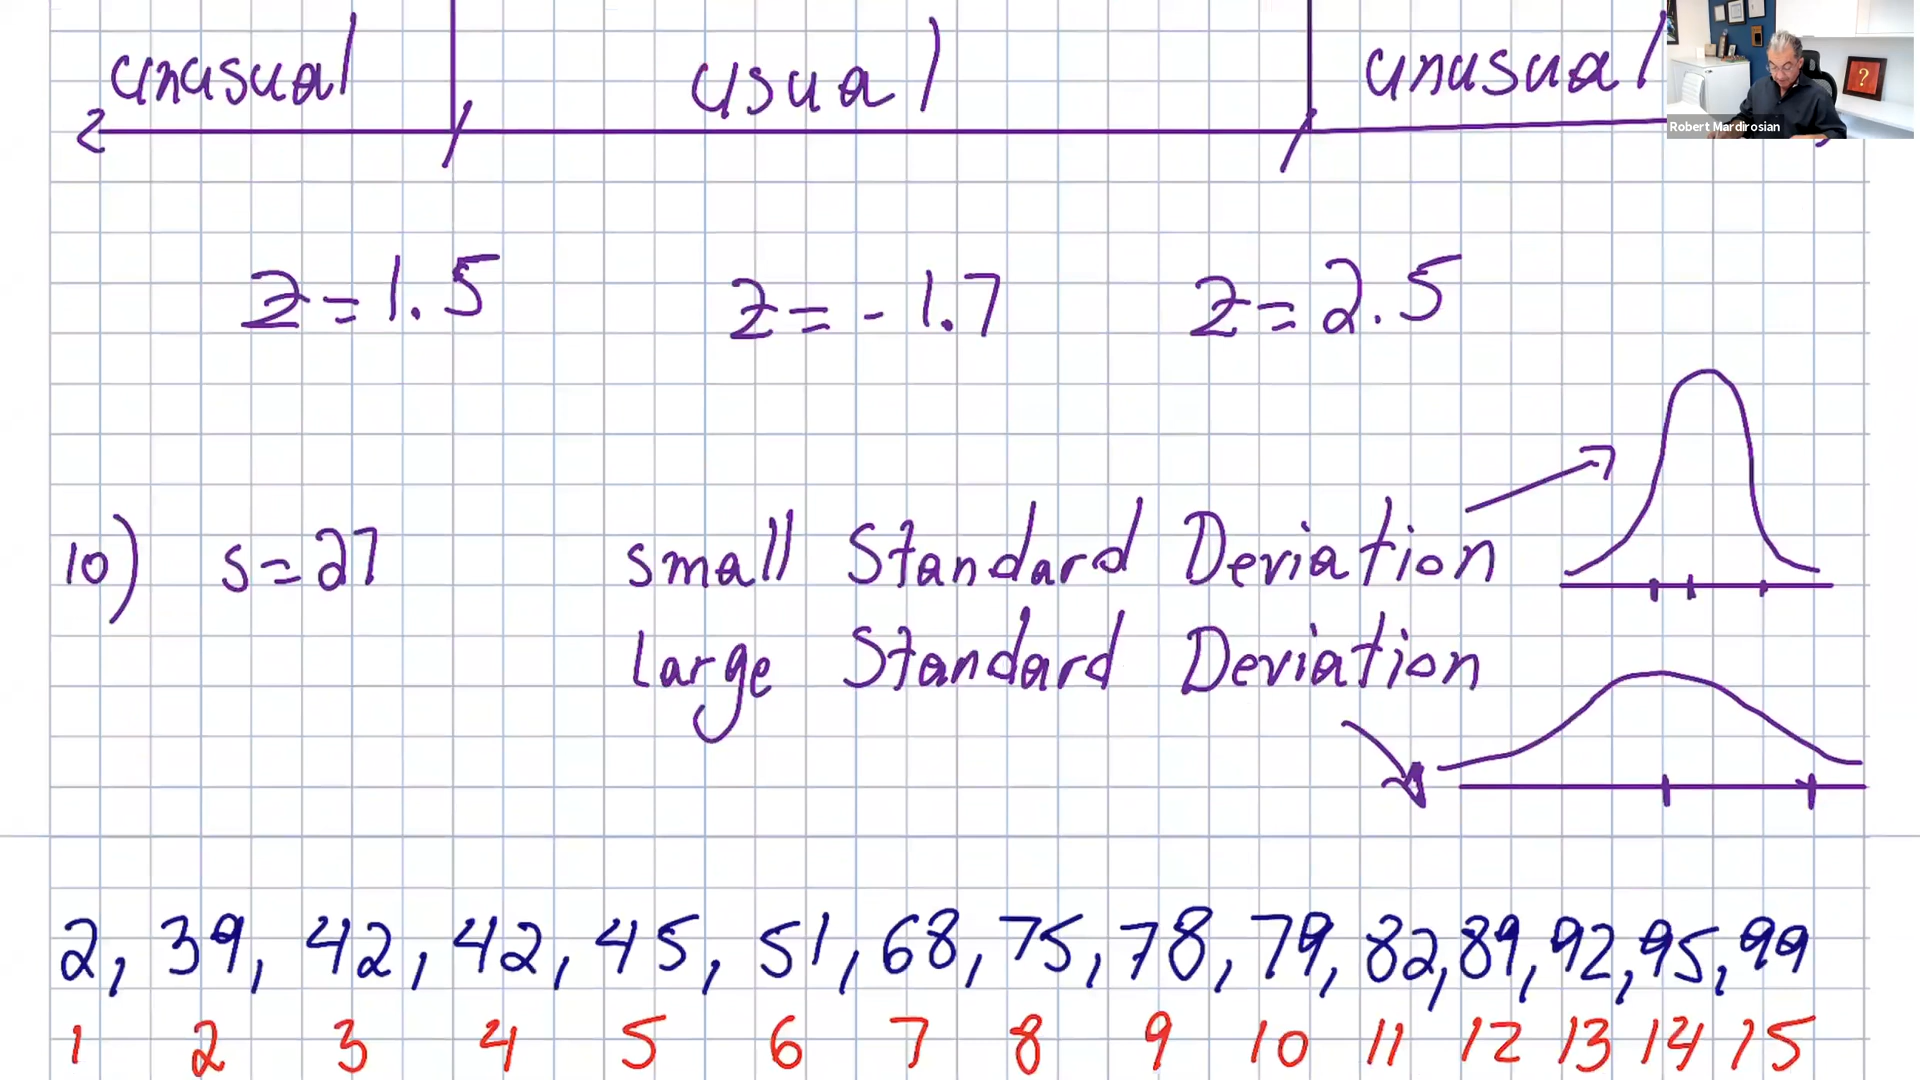 unusual usual unusual
Robert Mardirosian
z=1.5 z=-1.7 z=2.5
10) s=27 small Standard Deviation
Large Standard Deviation
2, 39, 42, 42, 45, 51, 68, 75, 78, 79, 82, 89, 92, 95, 99
1 2 3 4 5 6 7 8 9 10 11 12 13 14 15